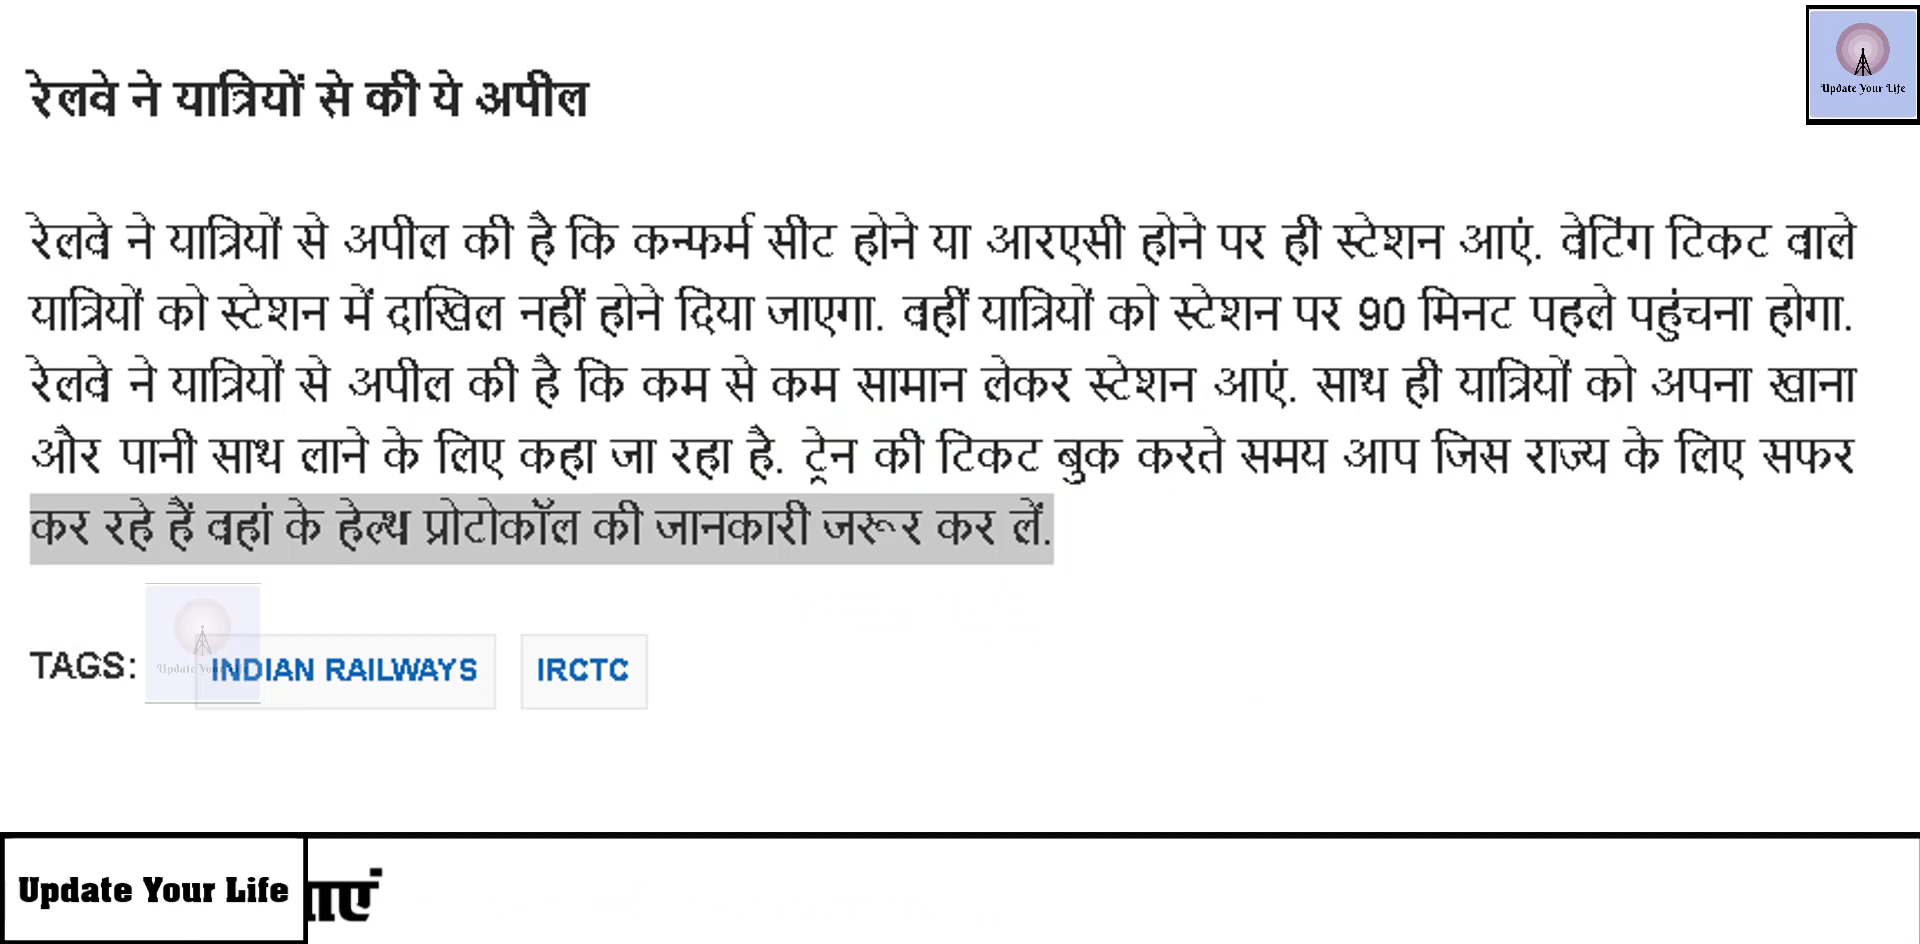 Update Your Life
रेलवे ने यात्रियों से की ये अपील
रेलवे ने यात्रियों से अपील की है कि कन्फर्म सीट होने या आरएसी होने पर ही स्टेशन आएं. वेटिंग टिकट वाले
यात्रियों को स्टेशन में दाखिल नहीं होने दिया जाएगा. वहीं यात्रियों को स्टेशन पर 90 मिनट पहले पहुंचना होगा.
रेलवे ने यात्रियों से अपील की है कि कम से कम सामान लेकर स्टेशन आएं. साथ ही यात्रियों को अपना खाना
और पानी साथ लाने के लिए कहा जा रहा है. ट्रेन की टिकट बुक करते समय आप जिस राज्य के लिए सफर
कर रहे हैं वहां के हेल्थ प्रोटोकॉल की जानकारी जरूर कर लें.
TAGS: INDIAN RAILWAYS IRCTC
Update Your Life